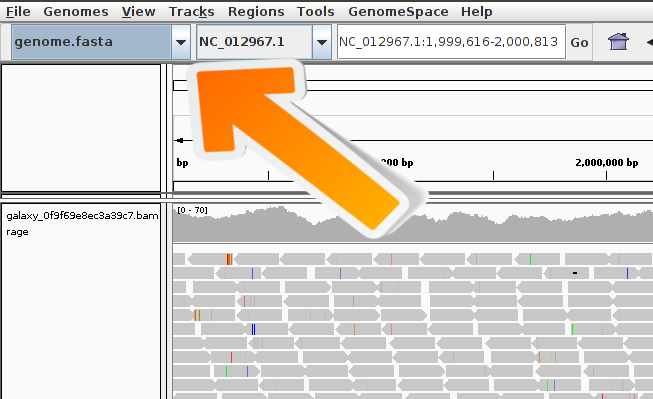 File Genomes View Tracks Regions Tools GenomeSpace Help
genome.fasta NC_012967.1 NC_012967.1:1,999,616-2,000,813 Go
bp 00 bp 2,000,000 bp
[0 - 70]
galaxy_0f9f69e8ec3a39c7.bam
rage